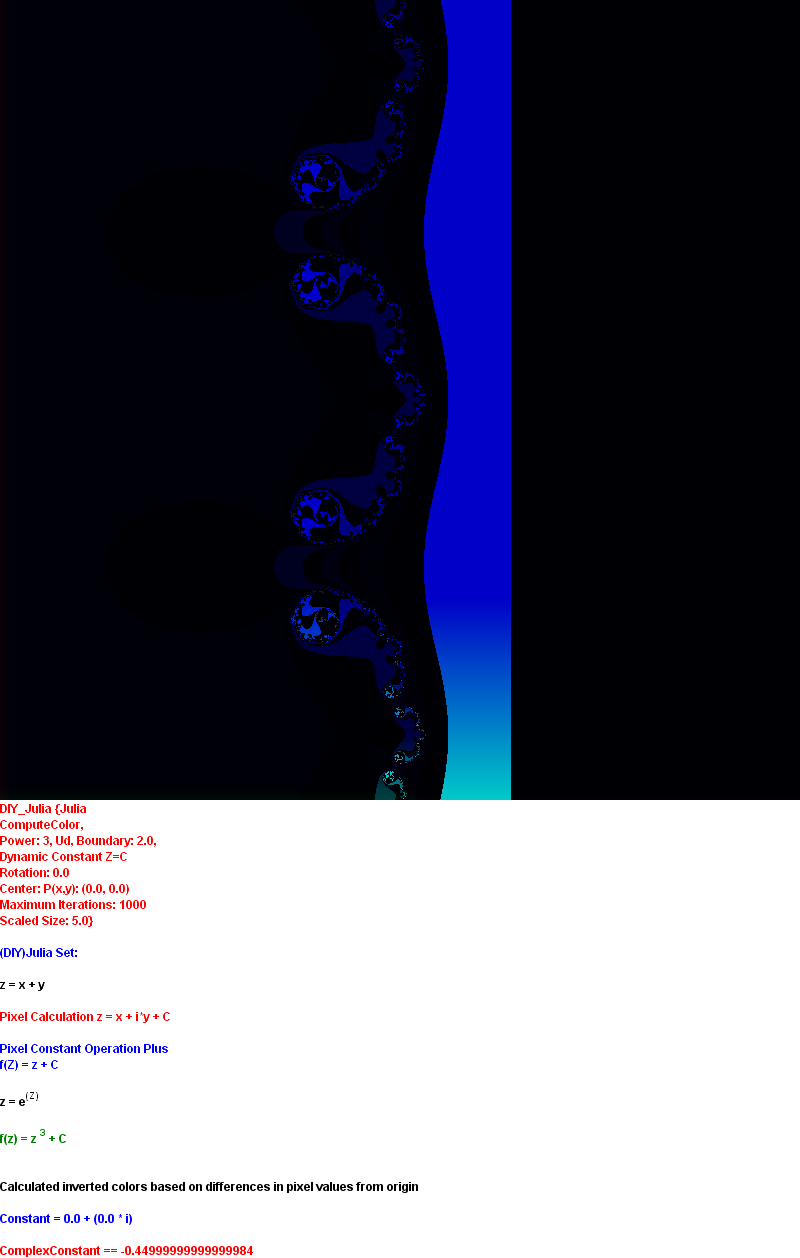 DIY_Julia {Julia
ComputeColor,
Power: 3, Ud, Boundary: 2.0,
Dynamic Constant Z=C
Rotation: 0.0
Center: P(x,y): (0.0, 0.0)
Maximum Iterations: 1000
Scaled Size: 5.0}
(DIY)Julia Set:
z = x + y
Pixel Calculation z = x + i*y + C
Pixel Constant Operation Plus
f(Z) = z + C
z = e^(Z)
f(z) = z ^3 + C
Calculated inverted colors based on differences in pixel values from origin
Constant = 0.0 + (0.0 * i)
ComplexConstant == -0.44999999999999984